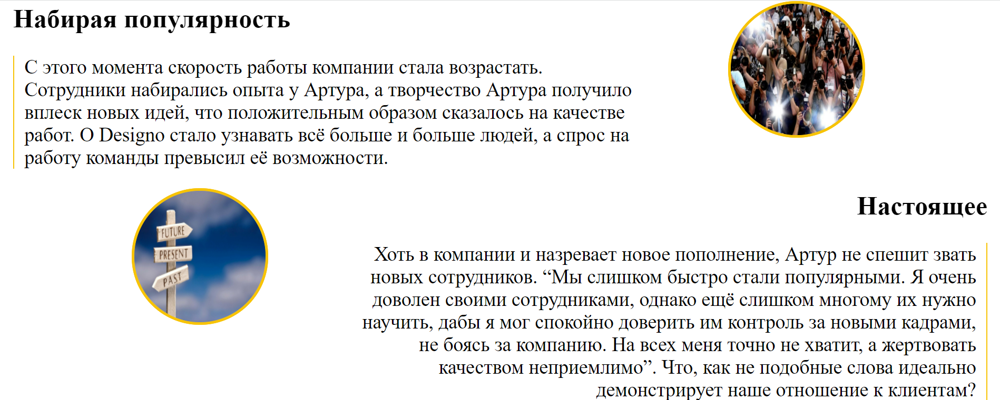 Набирая популярность
С этого момента скорость работы компании стала возрастать.
Сотрудники набирались опыта у Артура, а творчество Артура получило
вплеск новых идей, что положительным образом сказалось на качестве
работ. О Designo стало узнавать всё больше и больше людей, а спрос на
работу команды превысил её возможности.
FUTURE
PRESENT
PAST
Настоящее
Хоть в компании и назревает новое пополнение, Артур не спешит звать
новых сотрудников. “Мы слишком быстро стали популярными. Я очень
доволен своими сотрудниками, однако ещё слишком многому их нужно
научить, дабы я мог спокойно доверить им контроль за новыми кадрами,
не боясь за компанию. На всех меня точно не хватит, а жертвовать
качеством неприемлимо”. Что, как не подобные слова идеально
демонстрирует наше отношение к клиентам?